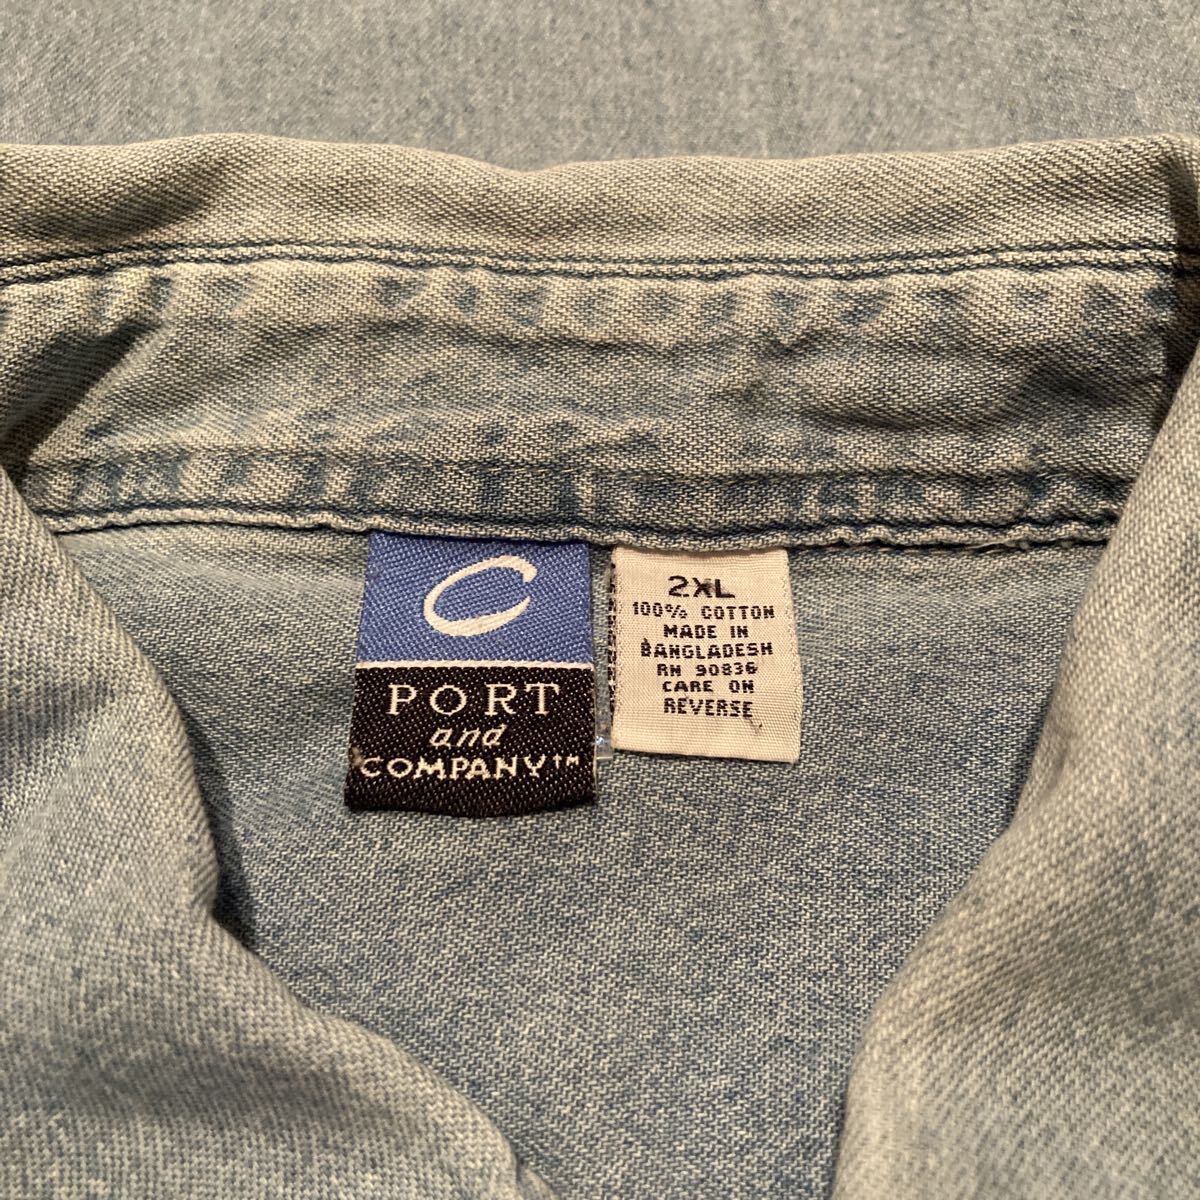 C
PORT
and
COMPANY™
2XL
100% COTTON
MADE IN
BANGLADESH
RN 90836
CARE ON
REVERSE